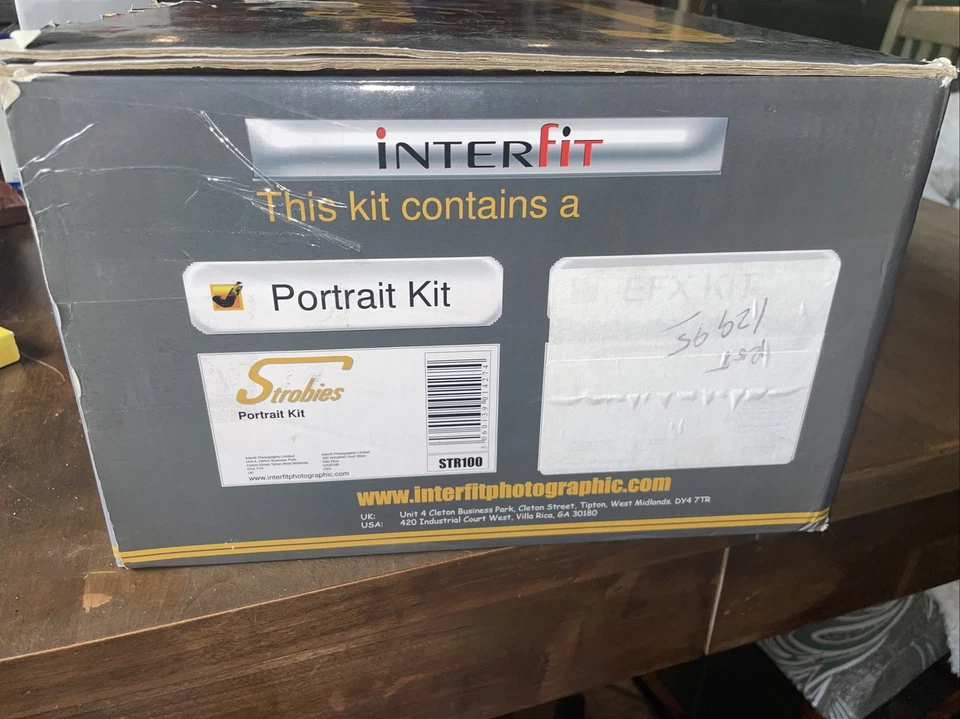 iNTERfiT
This kit contains a
Portrait Kit
EFX KIT
129.95
Strobies
Portrait Kit
STR100
www.interfitphotographic.com
www.interfitphotographic.com
UK: Unit 4 Cleton Business Park, Cleton Street, Tipton, West Midlands. DY4 7TR
USA: 420 Industrial Court West, Villa Rica, GA 30180